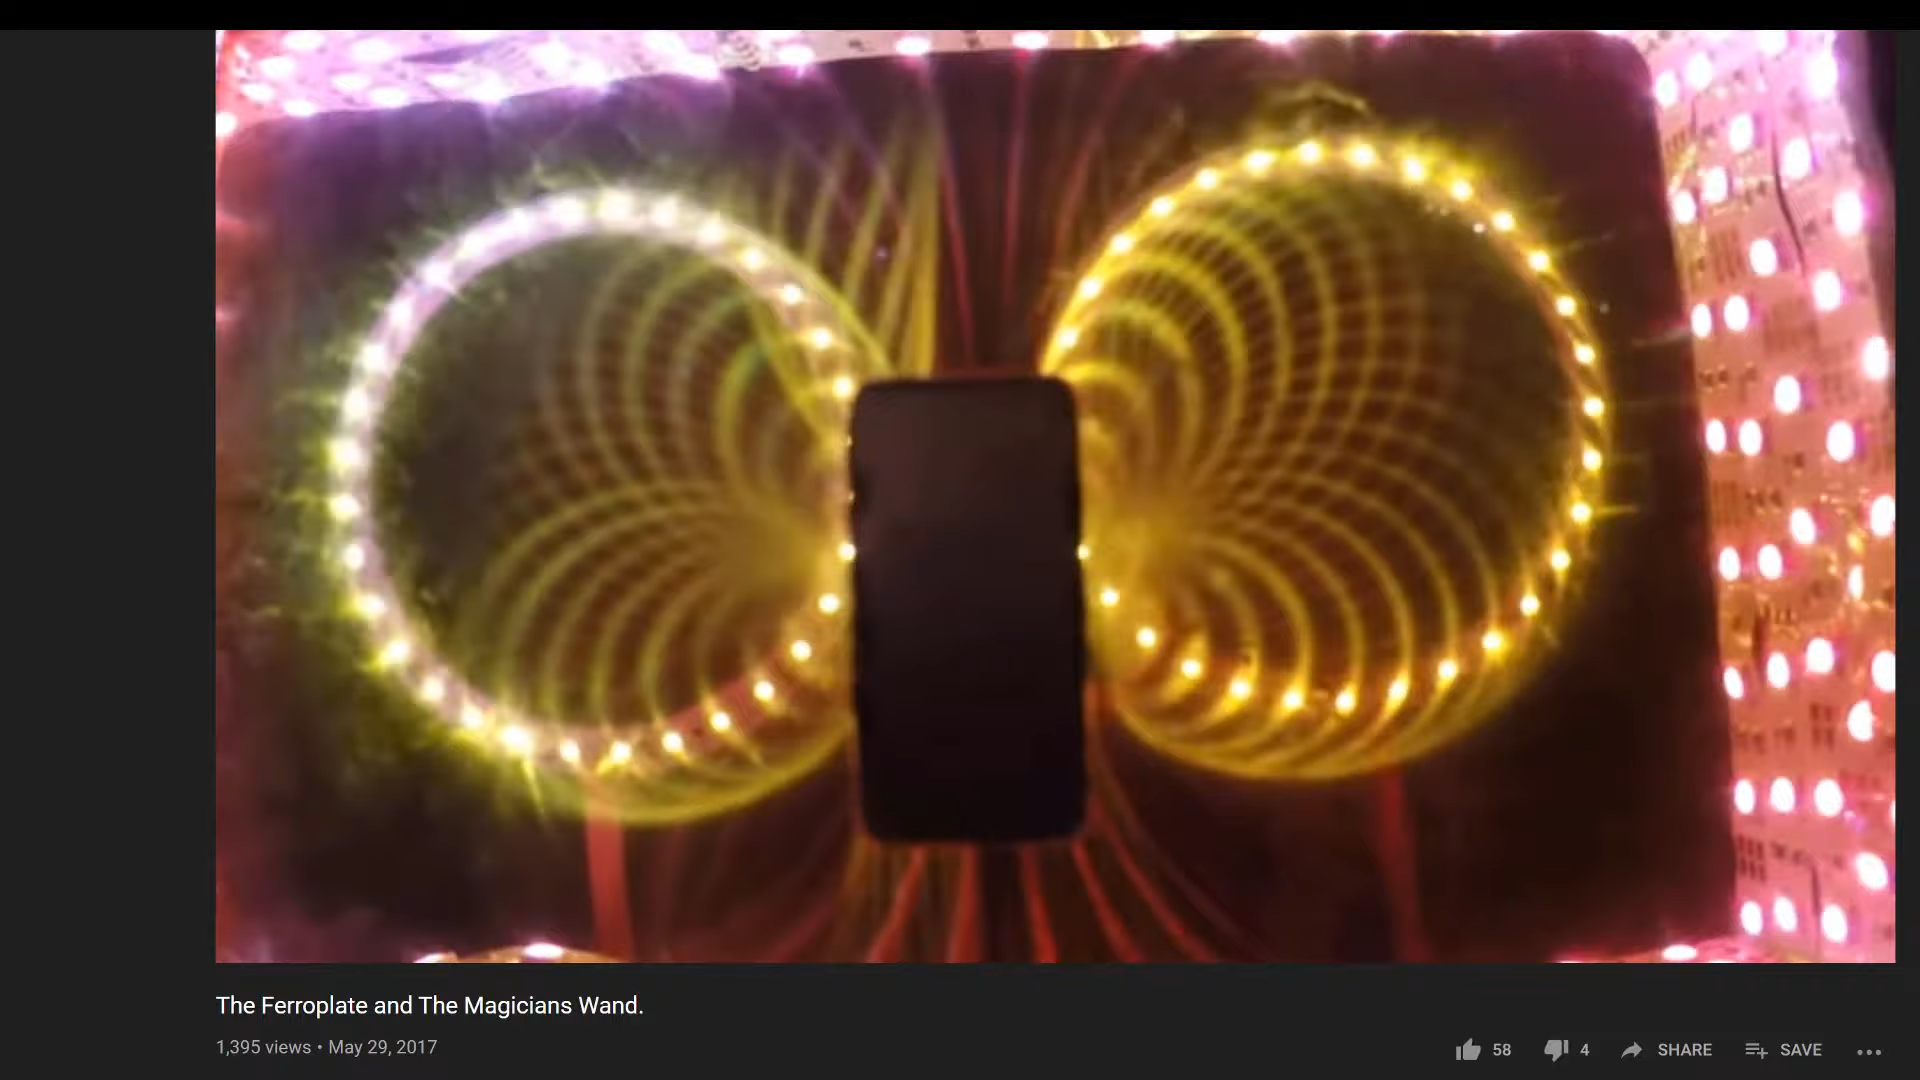 The Ferroplate and The Magicians Wand.
1,395 views • May 29, 2017
58
4
SHARE
SAVE